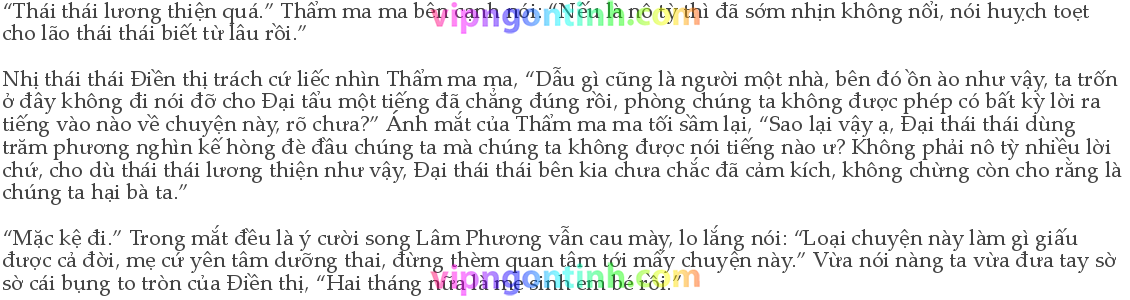 “Thái thái lương thiện quá.” Thẩm ma ma bên cạnh nói: “Nếu là nô tỳ thì đã sớm nhịn không nổi, nói huỵch toẹt
cho lão thái thái biết từ lâu rồi.”
Nhị thái thái Điền thị trách cứ liếc nhìn Thẩm ma ma, “Dẫu gì cũng là người một nhà, bên đó ồn ào như vậy, ta trốn
ở đây không đi nói đỡ cho Đại tẩu một tiếng đã chẳng đúng rồi, phòng chúng ta không được phép có bất kỳ lời ra
tiếng vào nào về chuyện này, rõ chưa?” Ánh mắt của Thẩm ma ma tối sầm lại, “Sao lại vậy ạ, Đại thái thái dùng
trăm phương nghìn kế hòng đè đầu chúng ta mà chúng ta không được nói tiếng nào ư? Không phải nô tỳ nhiều lời
chứ, cho dù thái thái lương thiện như vậy, Đại thái thái bên kia chưa chắc đã cảm kích, không chừng còn cho rằng là
chúng ta hại bà ta.”
“Mặc kệ đi.” Trong mắt đều là ý cười song Lâm Phương vẫn cau mày, lo lắng nói: “Loại chuyện này làm gì giấu
được cả đời, mẹ cứ yên tâm dưỡng thai, đừng thèm quan tâm tới mấy chuyện này.” Vừa nói nàng ta vừa đưa tay sờ
sờ cái bụng to tròn của Điền thị, “Hai tháng nữa là mẹ sinh em bé rồi.”
vipngontinh.com
vipngontinh.com